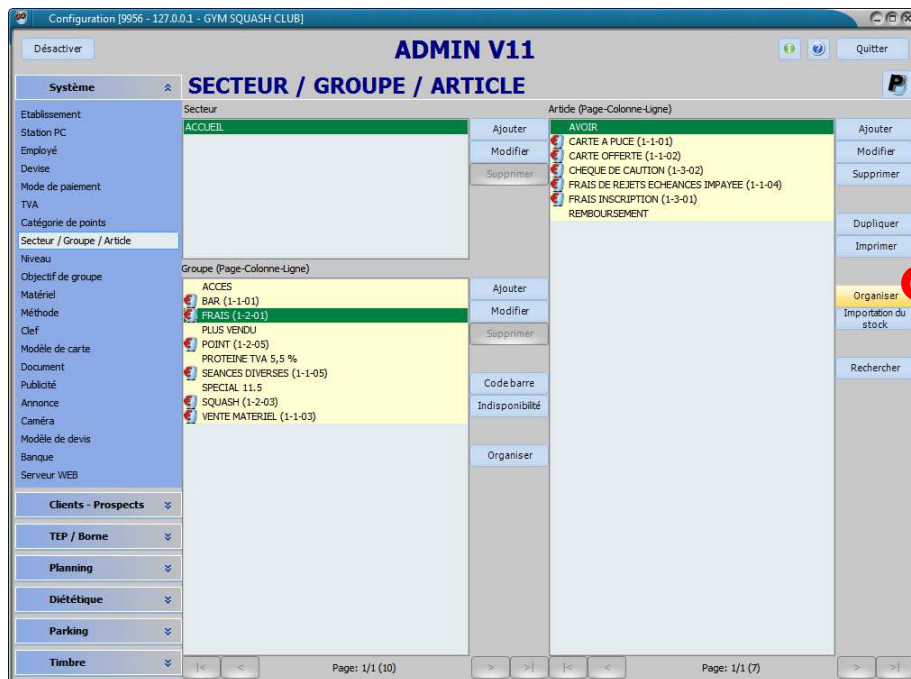 Configuration [9956 - 127.0.0.1 - GYM SQUASH CLUB]
Désactiver
ADMIN V11
Quitter
Système
SECTEUR / GROUPE / ARTICLE
Etablissement
Station PC
Employé
Devise
Mode de paiement
TVA
Catégorie de points
Secteur / Groupe / Article
Niveau
Objectif de groupe
Matériel
Méthode
Clef
Modèle de carte
Document
Publicité
Annonce
Caméra
Modèle de devis
Banque
Serveur WEB
Clients - Prospects
TEP / Borne
Planning
Diététique
Parking
Timbre
Secteur
ACCUEIL
Ajouter
Modifier
Supprimer
Groupe (Page-Colonne-Ligne)
ACCES
BAR (1-1-01)
FRAIS (1-2-01)
PLUS VENDU
POINT (1-2-05)
PROTEINE TVA 5,5 %
SEANCES DIVERSES (1-1-05)
SPECIAL 11.5
SQUASH (1-2-03)
VENTE MATERIEL (1-1-03)
Ajouter
Modifier
Supprimer
Code barre
Indisponibilité
Organiser
|< < Page: 1/1 (10) > >|
Article (Page-Colonne-Ligne)
AVOIR
CARTE A PUCE (1-1-01)
CARTE OFFERTE (1-1-02)
CHEQUE DE CAUTION (1-3-02)
FRAIS DE REJETS ECHEANCES IMPAYEE (1-1-04)
FRAIS INSCRIPTION (1-3-01)
REMBOURSEMENT
Ajouter
Modifier
Supprimer
Dupliquer
Imprimer
Organiser
Importation du
stock
Rechercher
|< < Page: 1/1 (7) > >|